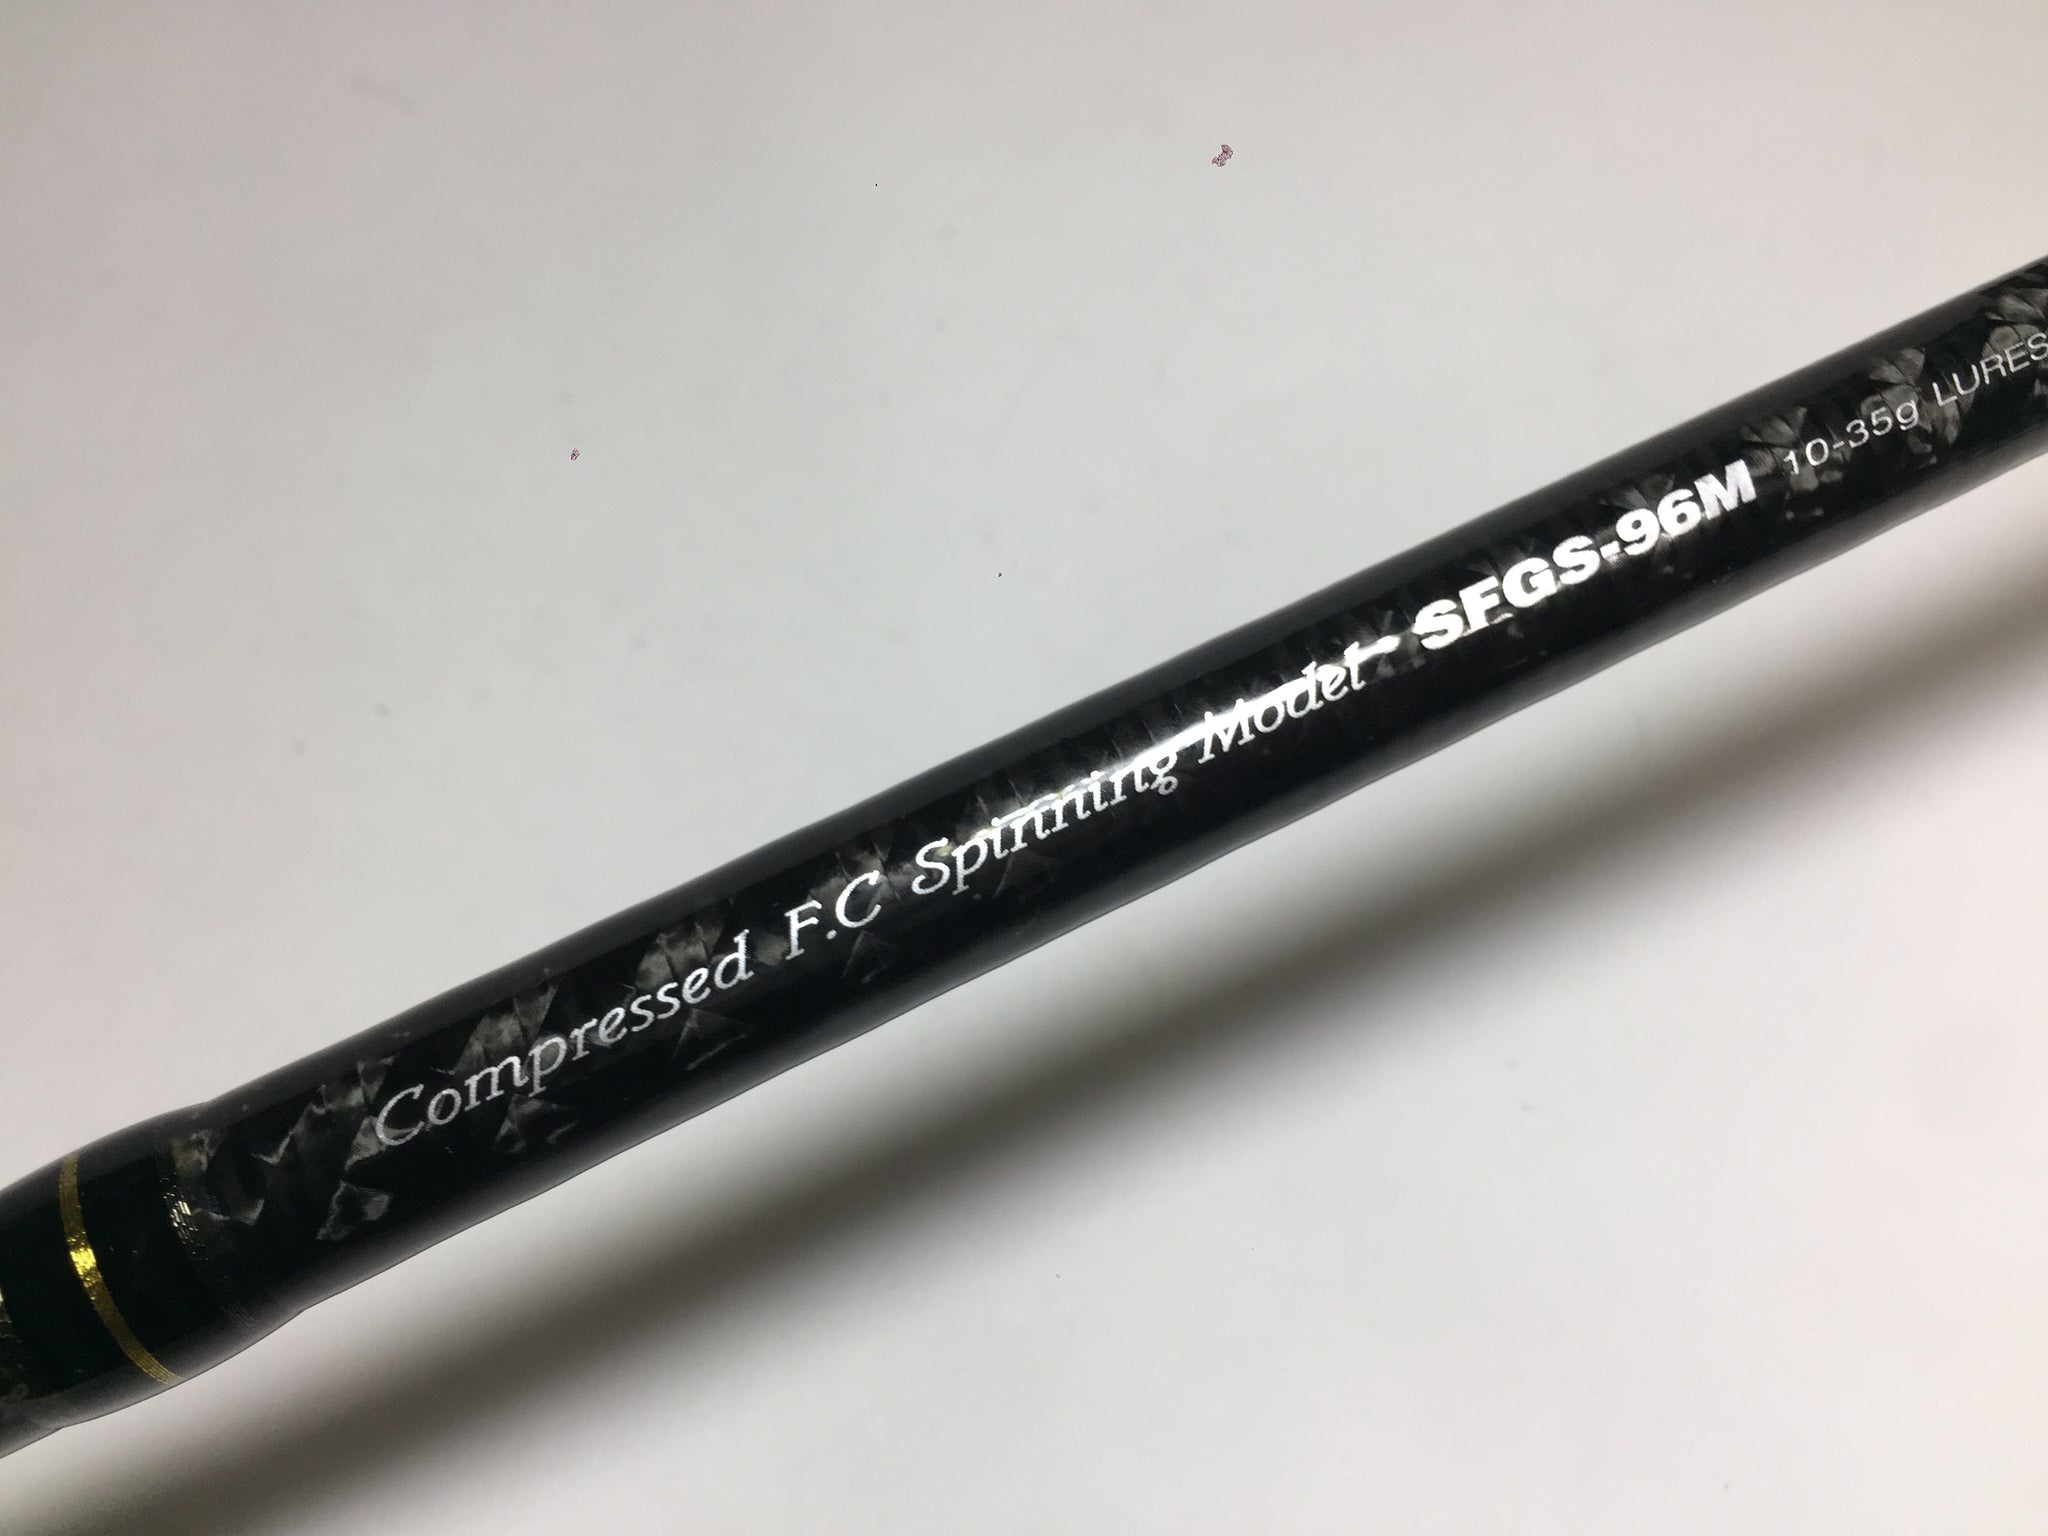 Compressed F.C Spinning Model SFGS-96M 10-35g LURES